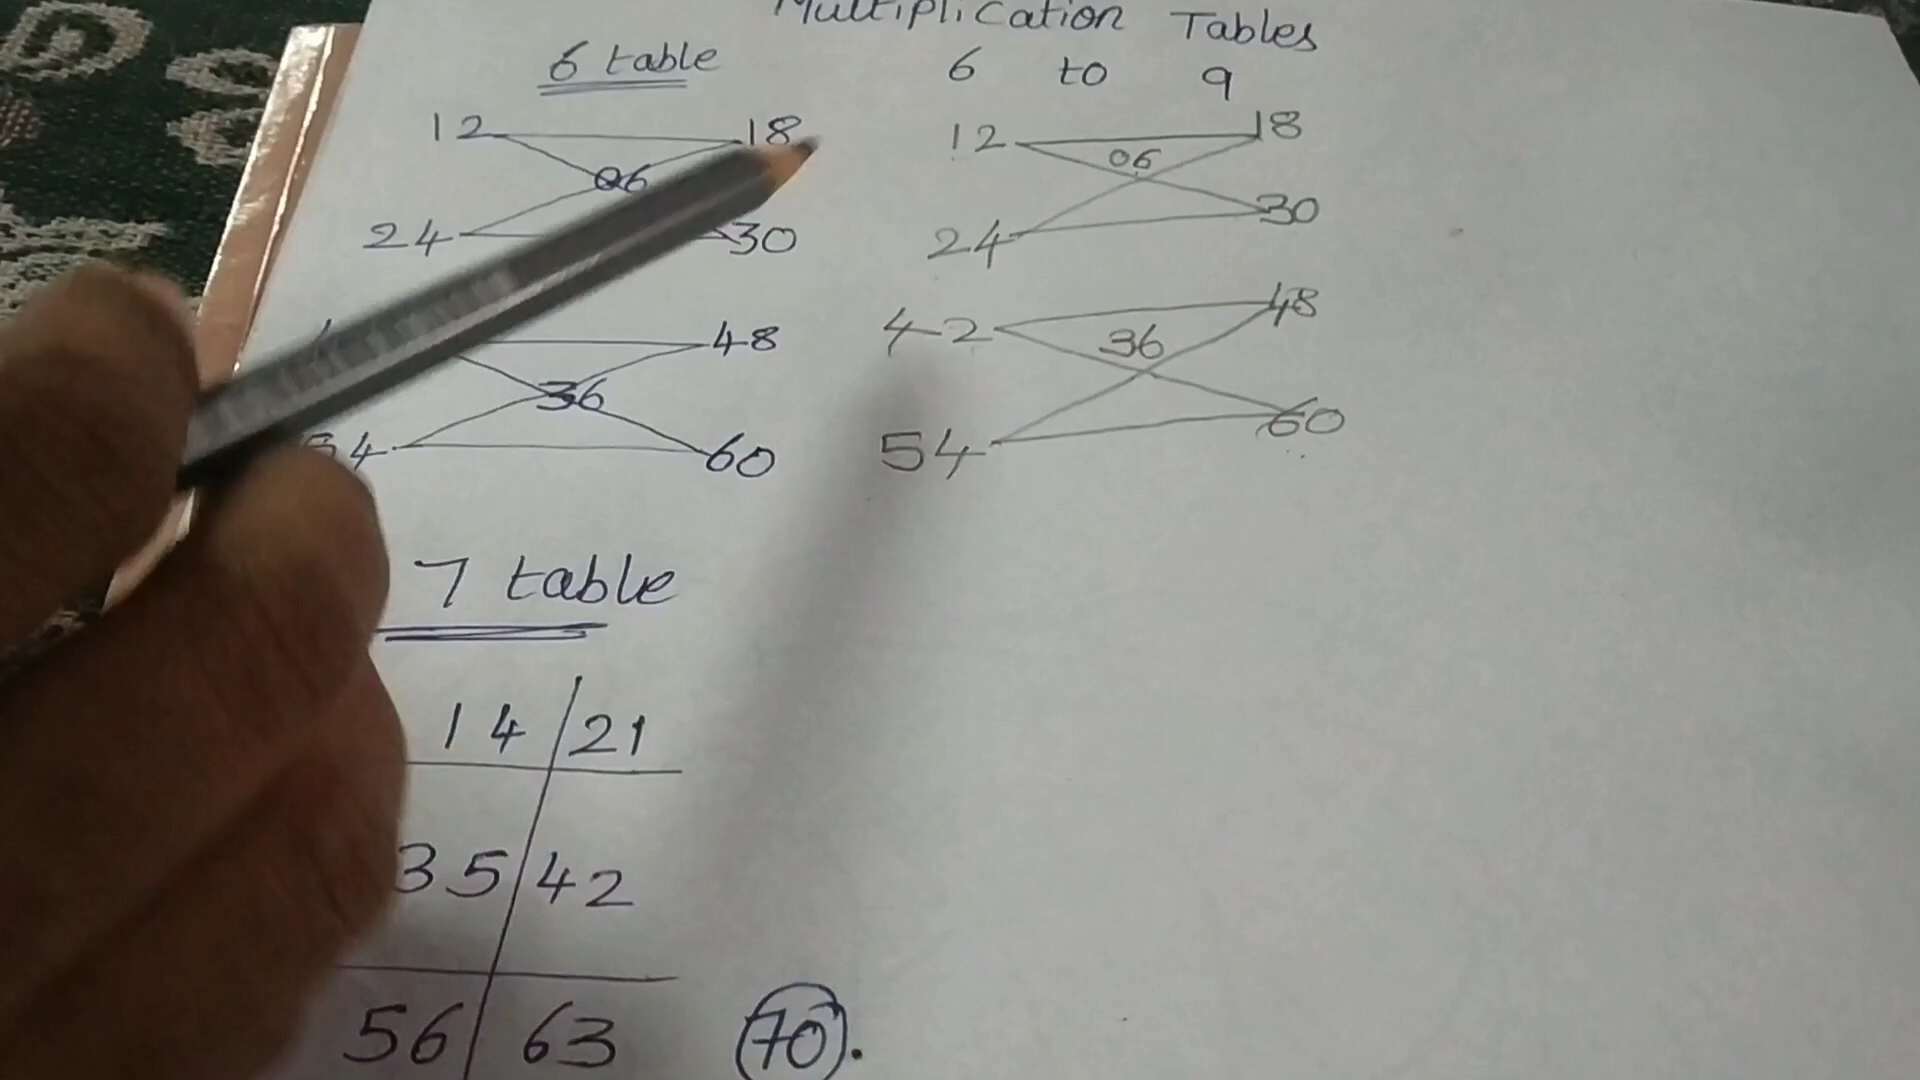 Multiplication Tables
6 table 6 to 9
12 18 12 18
06 06
24 30 24 30
48 42 48
36 36
54 60 54 60
7 table
14 21
35 42
56 63 70.